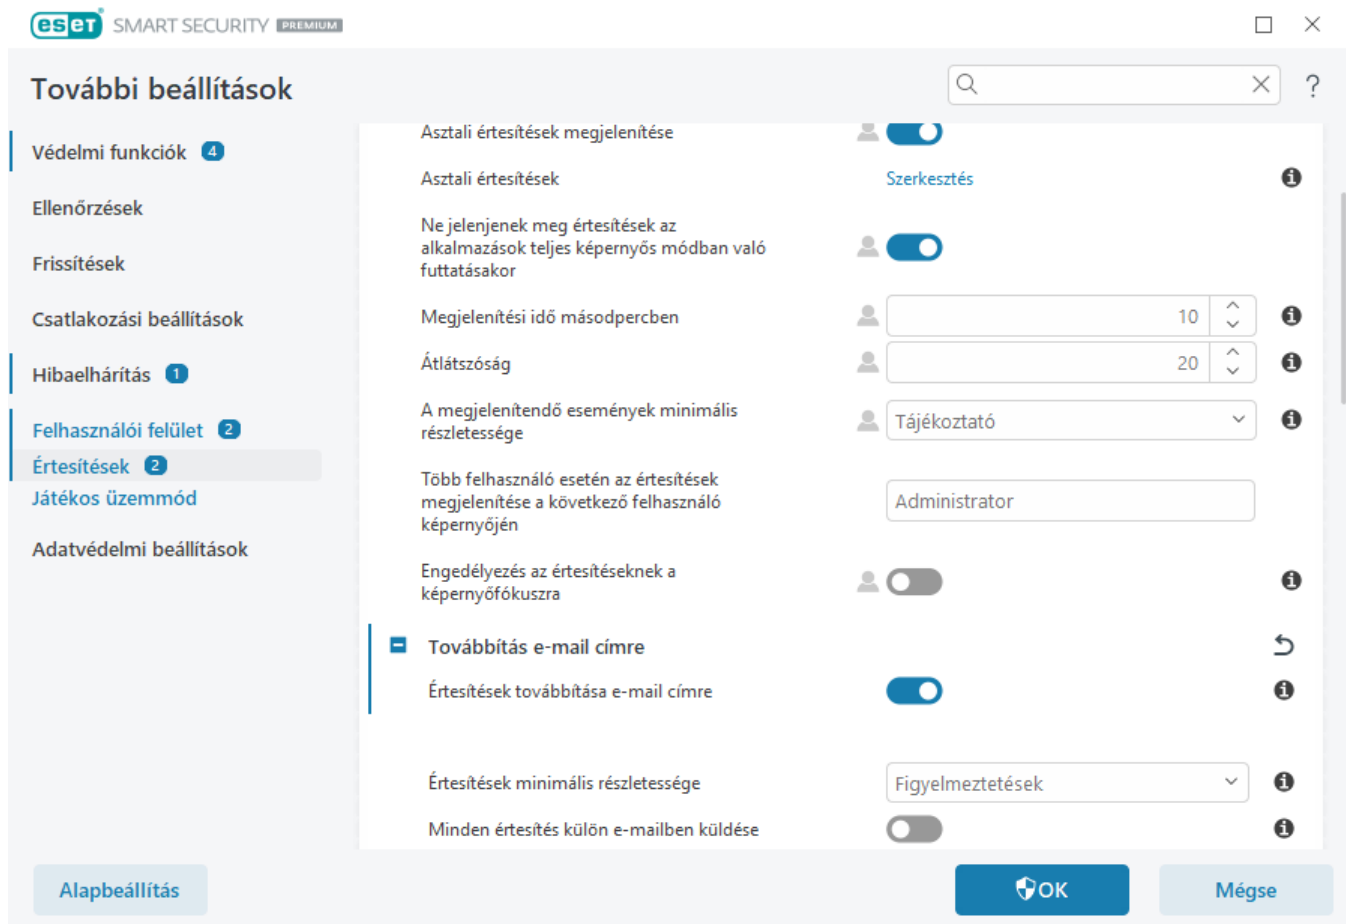 eset SMART SECURITY PREMIUM
További beállítások
?
Védelmi funkciók 4
Ellenőrzések
Frissítések
Csatlakozási beállítások
Hibaelhárítás 1
Felhasználói felület 2
Értesítések 2
Játékos üzemmód
Adatvédelmi beállítások
Asztali értesítések megjelenítése
Asztali értesítések
Szerkesztés
Ne jelenjenek meg értesítések az
alkalmazások teljes képernyős módban való
futtatásakor
Megjelenítési idő másodpercben
10
Átlátszóság
20
A megjelenítendő események minimális
részletessége
Tájékoztató
Több felhasználó esetén az értesítések
megjelenítése a következő felhasználó
képernyőjén
Administrator
Engedélyezés az értesítéseknek a
képernyőfókuszra
Továbbítás e-mail címre
Értesítések továbbítása e-mail címre
Értesítések minimális részletessége
Figyelmeztetések
Minden értesítés külön e-mailben küldése
Alapbeállítás
OK
Mégse